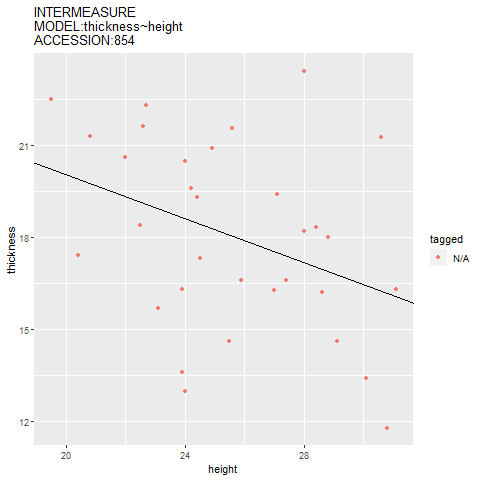 INTERMEASURE
MODEL:thickness~height
ACCESSION:854
21
18
15
12
thickness
20
24
28
height
tagged
N/A